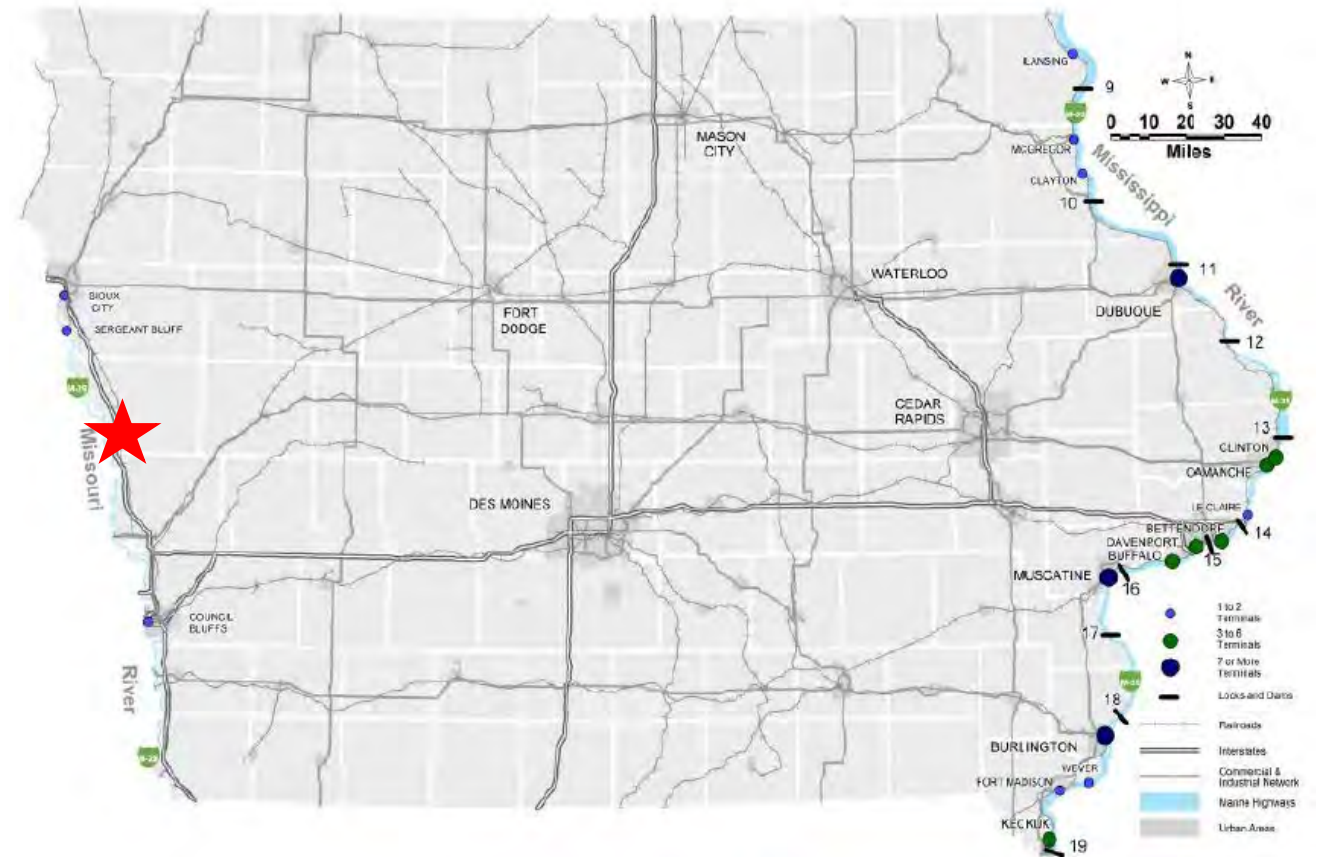 LANSING
9
N
W E
S
0 10 20 30 40
Miles
MASON
CITY
MCGREGOR
CLAYTON
10
Mississippi
River
11
WATERLOO
DUBUQUE
SIOUX
CITY
SERGEANT BLUFF
FORT
DODGE
12
CEDAR
RAPIDS
Missouri
River
13
CLINTON
CAMANCHE
DES MOINES
LE CLAIRE
14
BETTENDORF
DAVENPORT
15
BUFFALO
MUSCATINE
16
COUNCIL
BLUFFS
17
18
BURLINGTON
WEVER
FORT MADISON
KEOKUK
19
1 to 2
Terminals
3 to 6
Terminals
7 or More
Terminals
Locks and Dams
Railroads
Interstates
Commercial &
Industrial Network
Marine Highways
Urban Areas